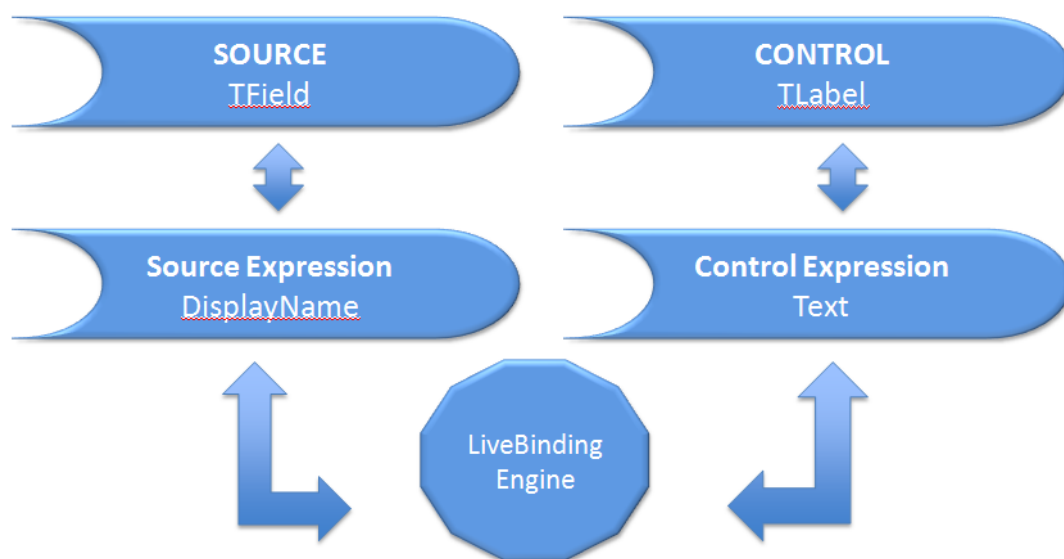 SOURCE
TField
CONTROL
TLabel
Source Expression
DisplayName
Control Expression
Text
LiveBinding
Engine